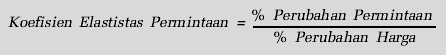 Koefisien Elastistas Permintaan = % Perubahan Permintaan
% Perubahan Harga